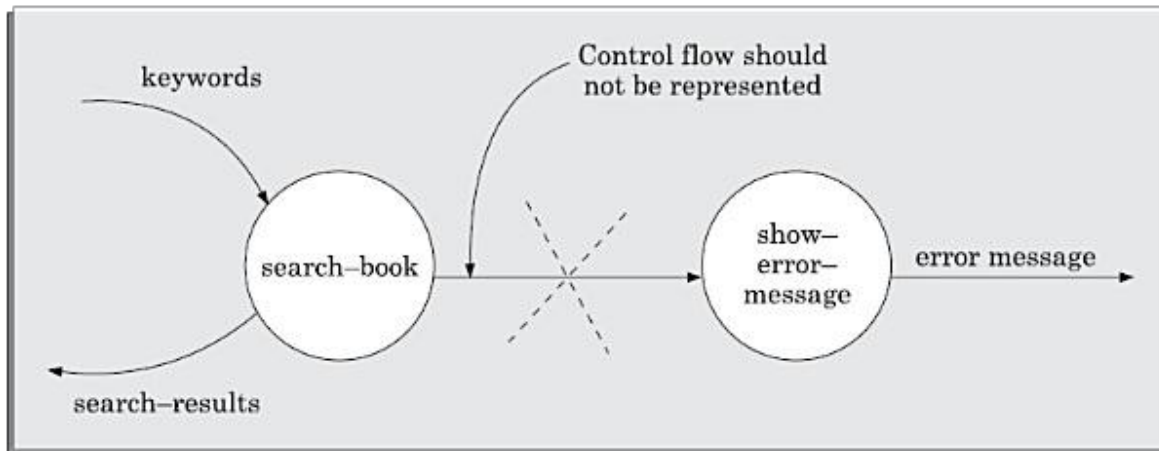 Control flow should
not be represented
keywords
search–book
show–
error–
message
error message
search–results